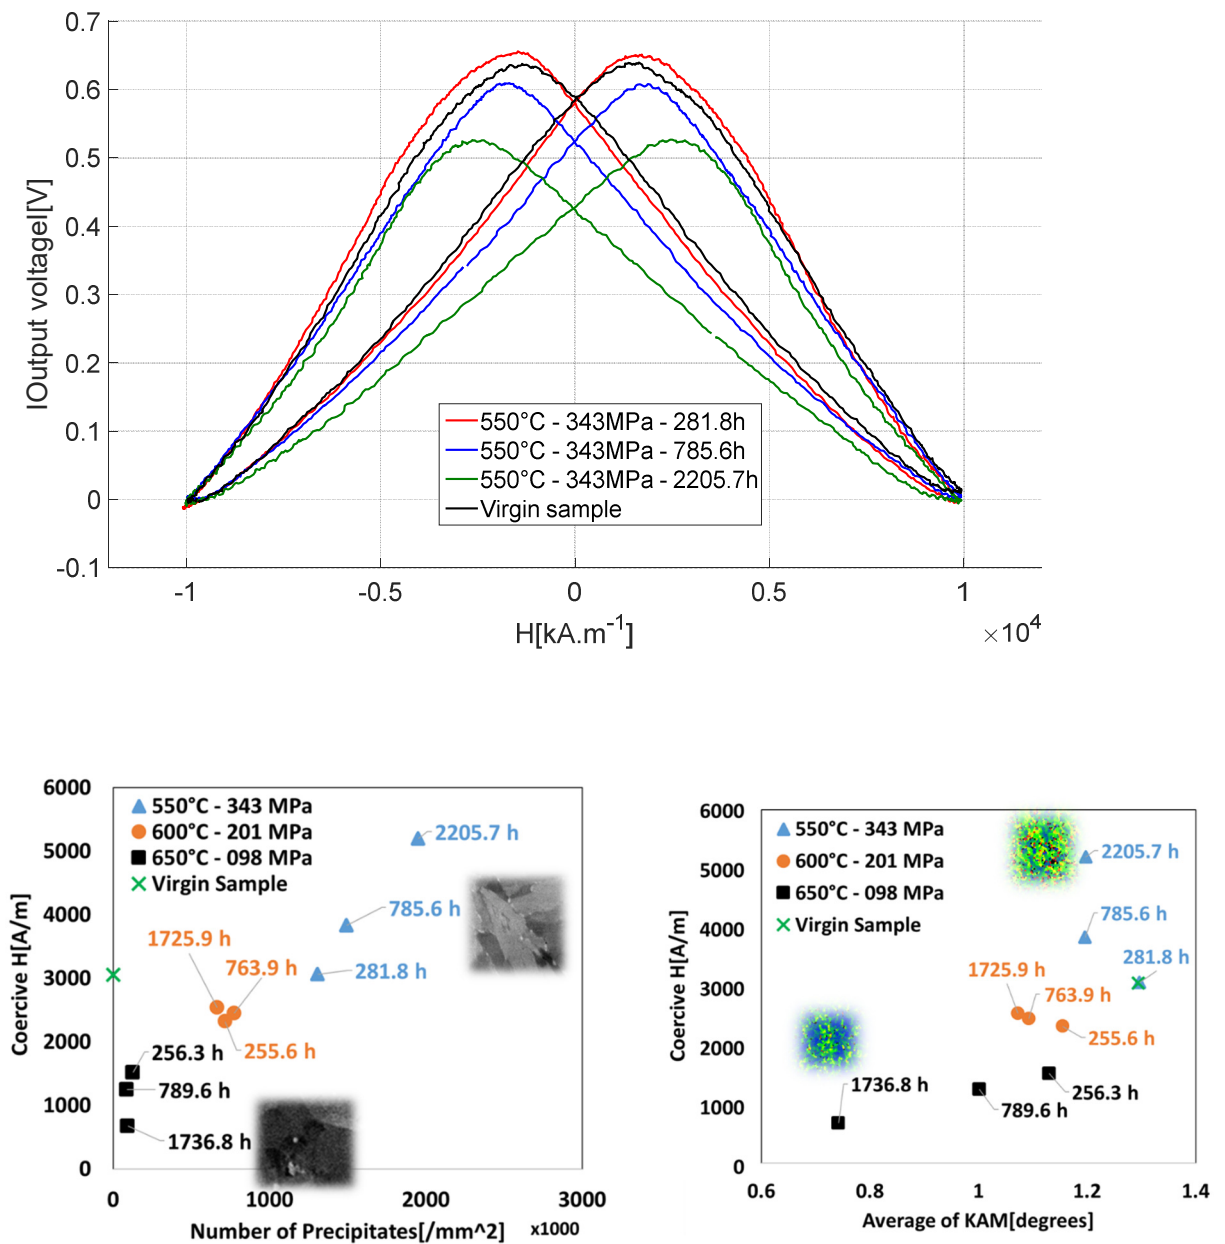 0.7
0.6
0.5
0.4
0.3
0.2
0.1
0
-0.1
IOutput voltageI[V]
550°C - 343MPa - 281.8h
550°C - 343MPa - 785.6h
550°C - 343MPa - 2205.7h
Virgin sample
-1 -0.5 0 0.5 1
H[kA.m-1]
×10^4
6000
5000
4000
3000
2000
1000
0
Coercive H[A/m]
550°C - 343 MPa
600°C - 201 MPa
650°C - 098 MPa
Virgin Sample
2205.7 h
785.6 h
1725.9 h
763.9 h
281.8 h
255.6 h
256.3 h
789.6 h
1736.8 h
0 1000 2000 3000
Number of Precipitates[/mm^2] x1000
6000
5000
4000
3000
2000
1000
0
Coercive H[A/m]
550°C - 343 MPa
600°C - 201 MPa
650°C - 098 MPa
Virgin Sample
2205.7 h
785.6 h
281.8 h
1725.9 h
763.9 h
255.6 h
1736.8 h
256.3 h
789.6 h
0.6 0.8 1 1.2 1.4
Average of KAM[degrees]